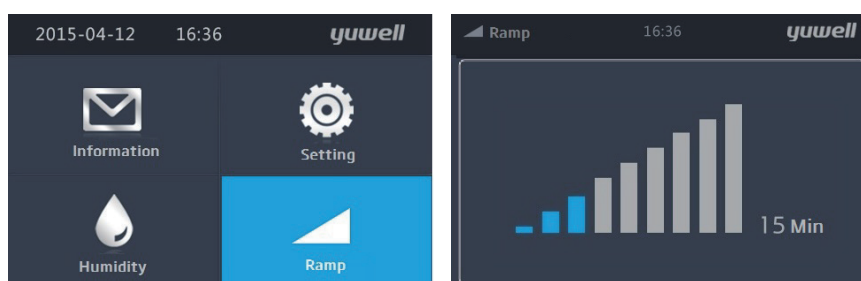 2015-04-12 16:36 yuwell
Information
Setting
Humidity
Ramp
Ramp 16:36 yuwell
15 Min